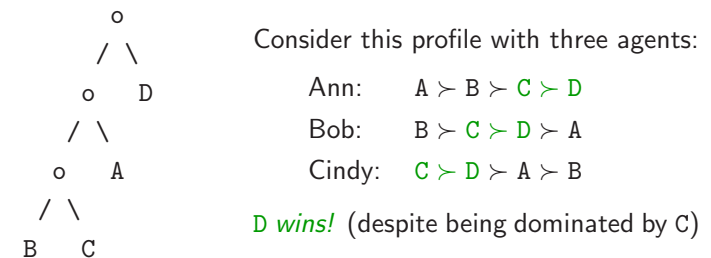 o
/ \
o D
/ \
o A
/ \
B C
Consider this profile with three agents:
Ann: A ≻ B ≻ C ≻ D
Bob: B ≻ C ≻ D ≻ A
Cindy: C ≻ D ≻ A ≻ B
D wins! (despite being dominated by C)